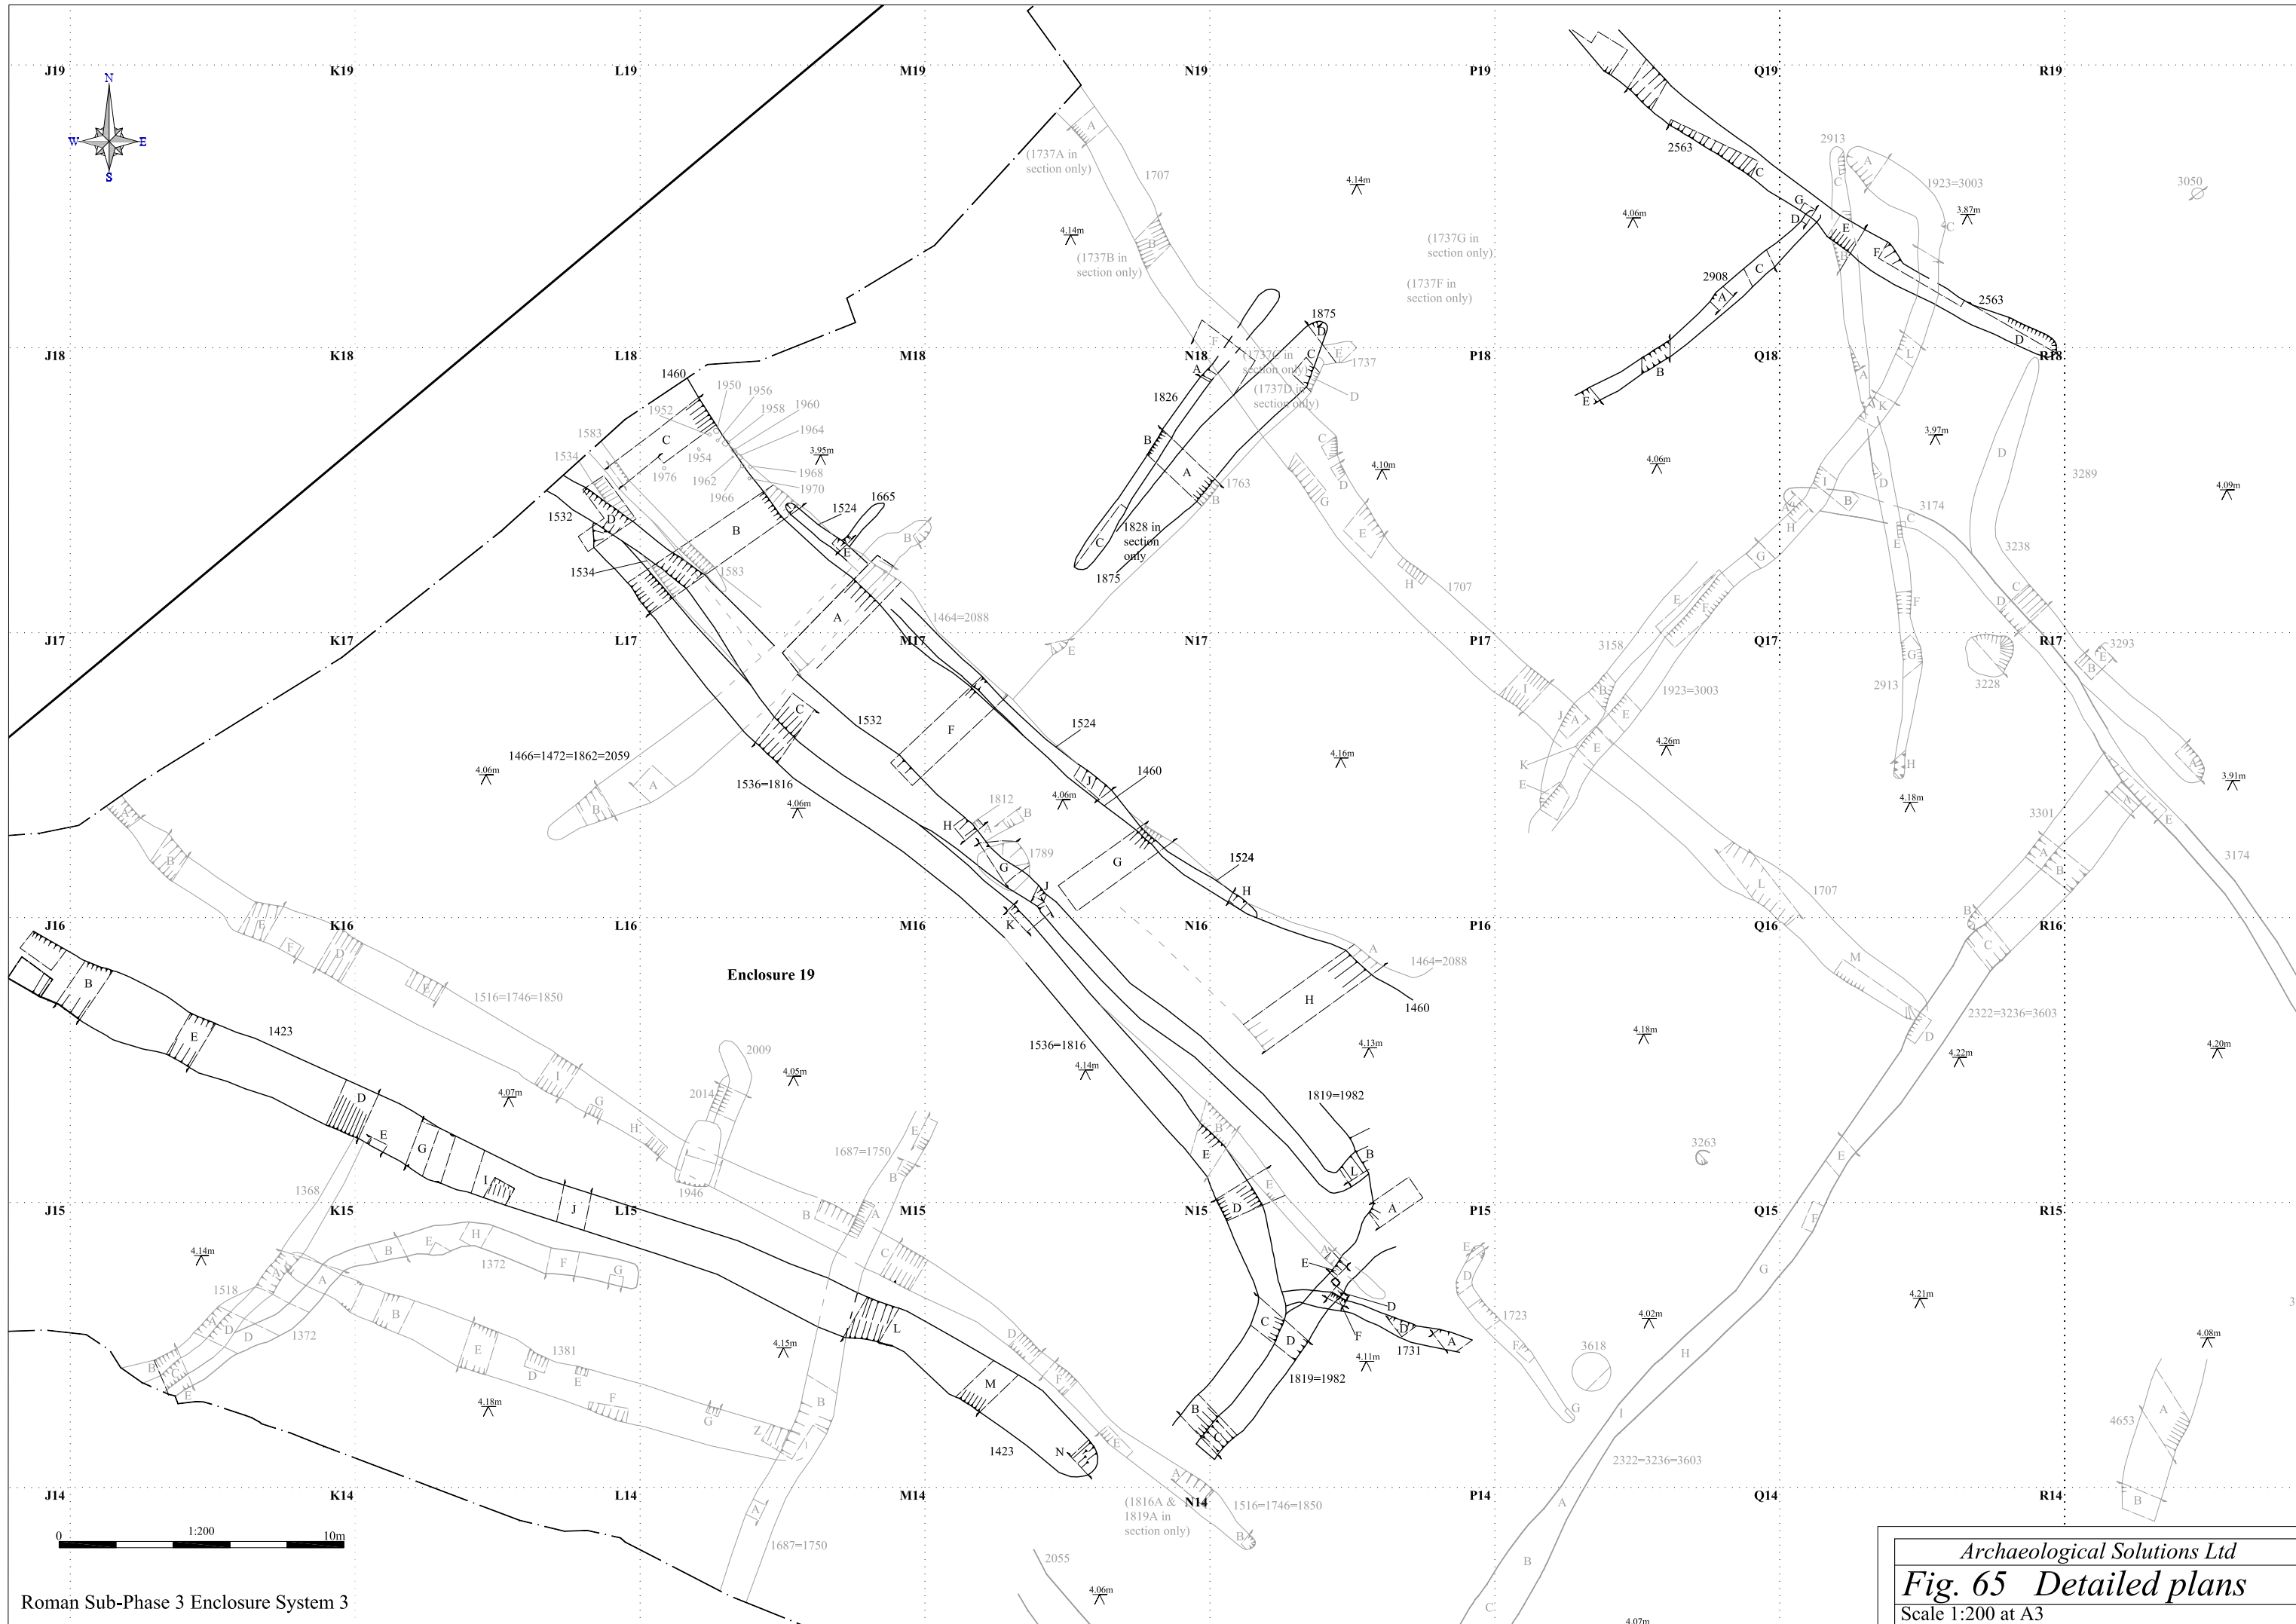 J19
K19
L19
M19
N19
P19
Q19
R19
N
W
E
S
A
(1737A in
section only)
1707
4.14m
2563
C
2913
A
C
1923=3003
C
3050
4.14m
B
(1737B in
section only)
(1737G in
section only)
(1737F in
section only)
4.06m
G
D
E
B
F
3.87m
2908
C
A
2563
D
1875
D
J18
K18
L18
M18
N18
P18
Q18
R18
F
(1737C in
section only)
C
E
1737
(1737D in
section only)
D
A
1826
B
E
L
A
K
1460
1950
1956
1952
1958
1960
1964
1583
C
1954
1534
1976
1962
1968
1966
1970
3.95m
B
A
1763
B
C
D
G
4.10m
4.06m
3.97m
D
3289
4.09m
1665
1532
D
1524
B
E
B
1828 in
section
only
C
1875
E
H
1707
I
B
H
D
3174
C
E
G
3238
1534
1583
A
1464=2088
E
F
F
C
D
J17
K17
L17
M17
N17
P17
Q17
R17
E
3158
G
3293
E
B
3228
2913
1923=3003
I
B
J
A
E
E
K
E
H
A
C
1532
F
1524
1466=1472=1862=2059
4.06m
1536=1816
4.06m
A
B
J
1460
4.16m
4.26m
4.18m
3.91m
1812
4.06m
H
A
B
1789
G
G
J
K
1524
H
3301
A
B
A
E
3174
L
1707
A
B
E
F
D
J16
K16
L16
M16
N16
P16
Q16
R16
B
C
M
D
Enclosure 19
A
1464=2088
H
1460
B
E
1516=1746=1850
1423
E
2322=3236=3603
1536=1816
4.14m
4.13m
4.18m
4.22m
4.20m
2009
4.05m
2014
I
4.07m
G
H
1819=1982
D
E
G
I
J
1687=1750
E
B
1946
B
E
B
L
3263
E
1368
J15
K15
L15
M15
N15
P15
Q15
R15
B
A
D
E
A
F
4.14m
B
E
H
1372
F
G
C
A
A
E
E
D
G
1518
A
D
D
1372
B
1381
E
D
E
F
G
Z
B
C
E
4.18m
L
4.15m
D
F
M
1423
N
E
C
D
F
4.11m
D
A
1731
1819=1982
B
C
1723
F
G
3618
4.02m
4.21m
H
I
4.08m
4653
A
B
2322=3236=3603
J14
K14
L14
M14
N14
P14
Q14
R14
A
(1816A &
1819A in
section only)
A
1516=1746=1850
B
A
B
C
1687=1750
2055
4.06m
4.07m
0
1:200
10m
Roman Sub-Phase 3 Enclosure System 3
Archaeological Solutions Ltd
Fig. 65 Detailed plans
Scale 1:200 at A3